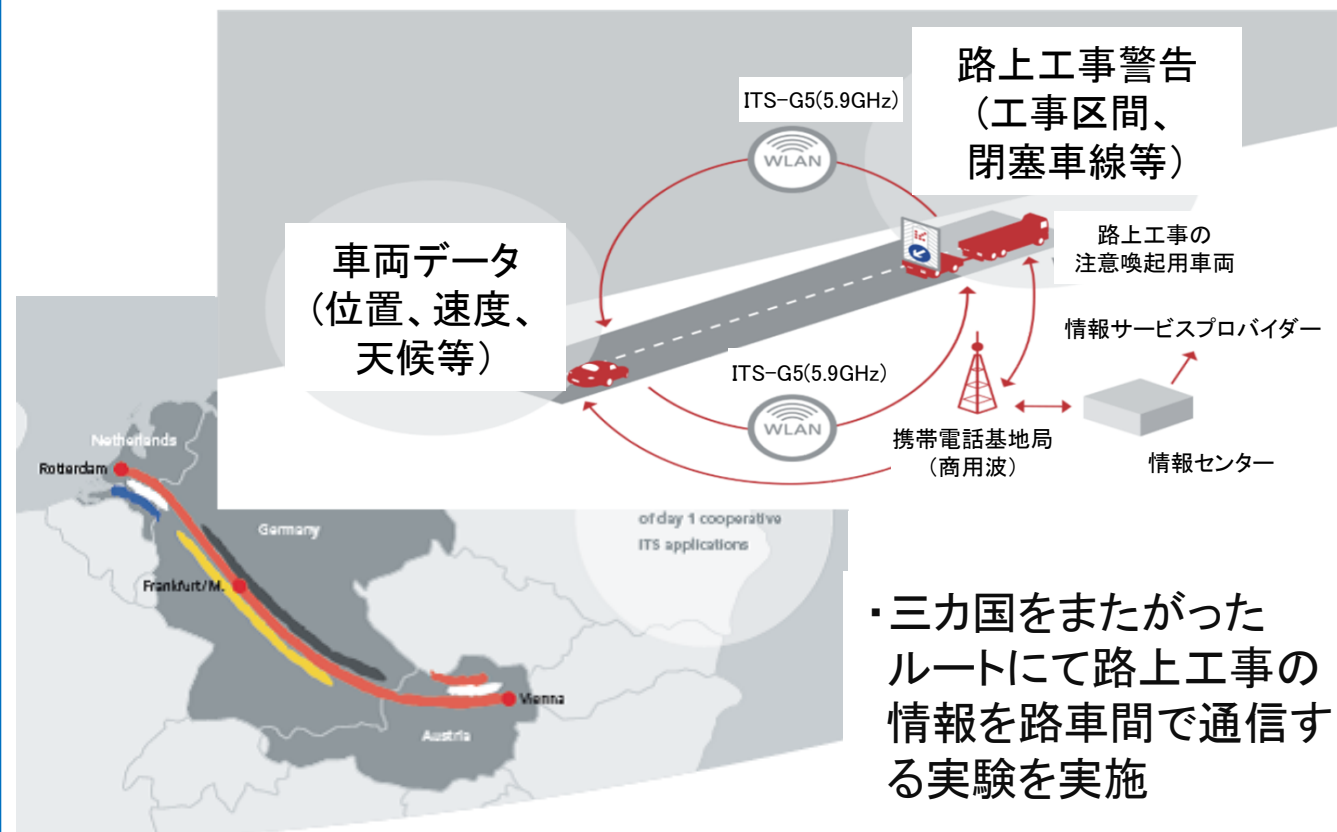 ITS-G5(5.9GHz)
WLAN
路上工事警告
（工事区間、
閉塞車線等）
車両データ
（位置、速度、
天候等）
路上工事の
注意喚起用車両
情報サービスプロバイダー
ITS-G5(5.9GHz)
WLAN
携帯電話基地局
（商用波）
情報センター
Netherlands
Rotterdam
Germany
Frankfurt/M.
Vienna
Austria
of day 1 cooperative
ITS applications
・三カ国をまたがった
ルートにて路上工事の
情報を路車間で通信す
る実験を実施